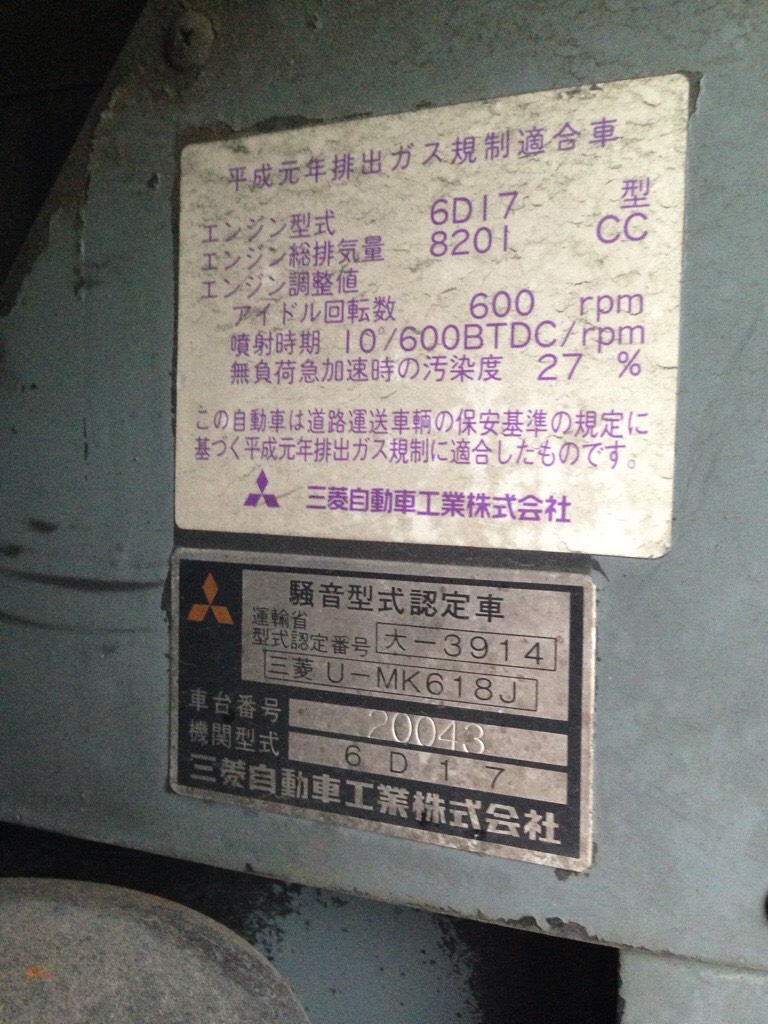 平成元年排出ガス規制適合車
エンジン型式 6D17 型
エンジン総排気量 8201 CC
エンジン調整値
アイドル回転数 600 rpm
噴射時期 10°/600BTDC/rpm
無負荷急加速時の汚染度 27 %
この自動車は道路運送車輌の保安基準の規定に
基づく平成元年排出ガス規制に適合したものです。
三菱自動車工業株式会社
騒音型式認定車
運輸省
型式認定番号 大-3914
三菱 U-MK618J
車台番号 20043
機関型式 6D17
三菱自動車工業株式会社